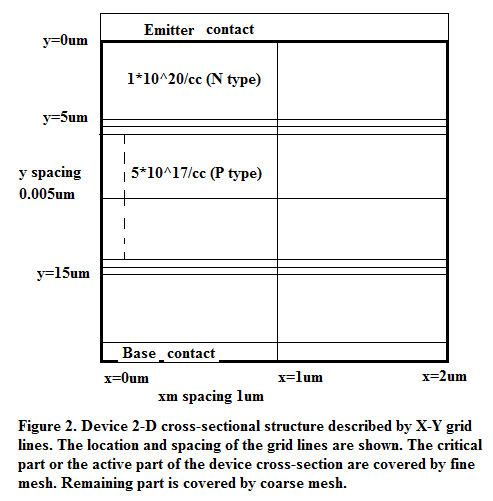 Emitter contact
y=0um
1*10^20/cc (N type)
y=5um
y spacing
0.005um
5*10^17/cc (P type)
y=15um
Base contact
x=0um
x=1um
x=2um
xm spacing 1um
Figure 2. Device 2-D cross-sectional structure described by X-Y grid
lines. The location and spacing of the grid lines are shown. The critical
part or the active part of the device cross-section are covered by fine
mesh. Remaining part is covered by coarse mesh.